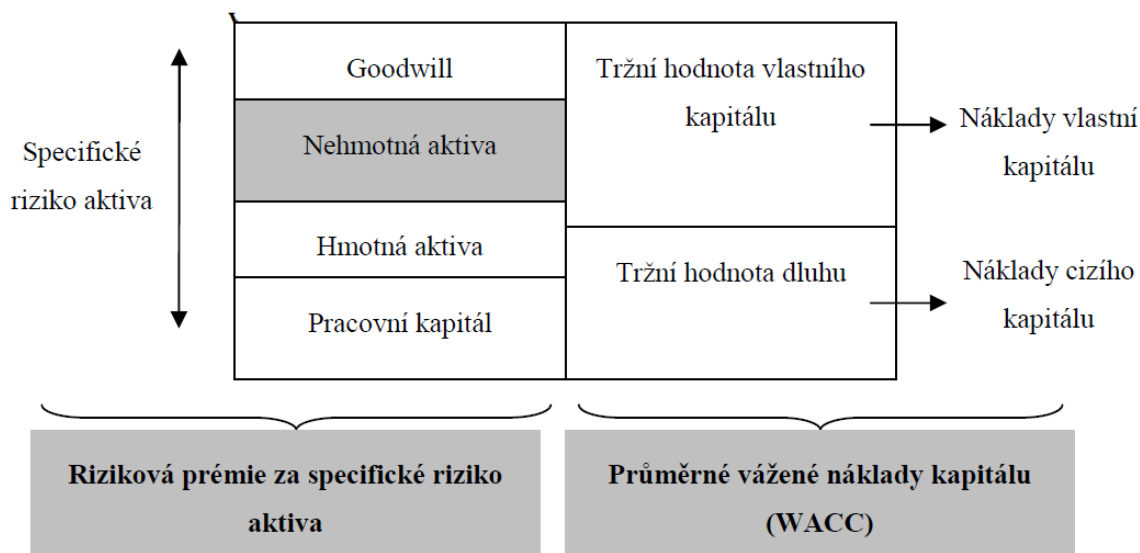 Goodwill
Tržní hodnota vlastního
kapitálu
Nehmotná aktiva
Náklady vlastní
kapitálu
Specifické
riziko aktiva
Hmotná aktiva
Tržní hodnota dluhu
Náklady cizího
kapitálu
Pracovní kapitál
Riziková prémie za specifické riziko
aktiva
Průměrné vážené náklady kapitálu
(WACC)